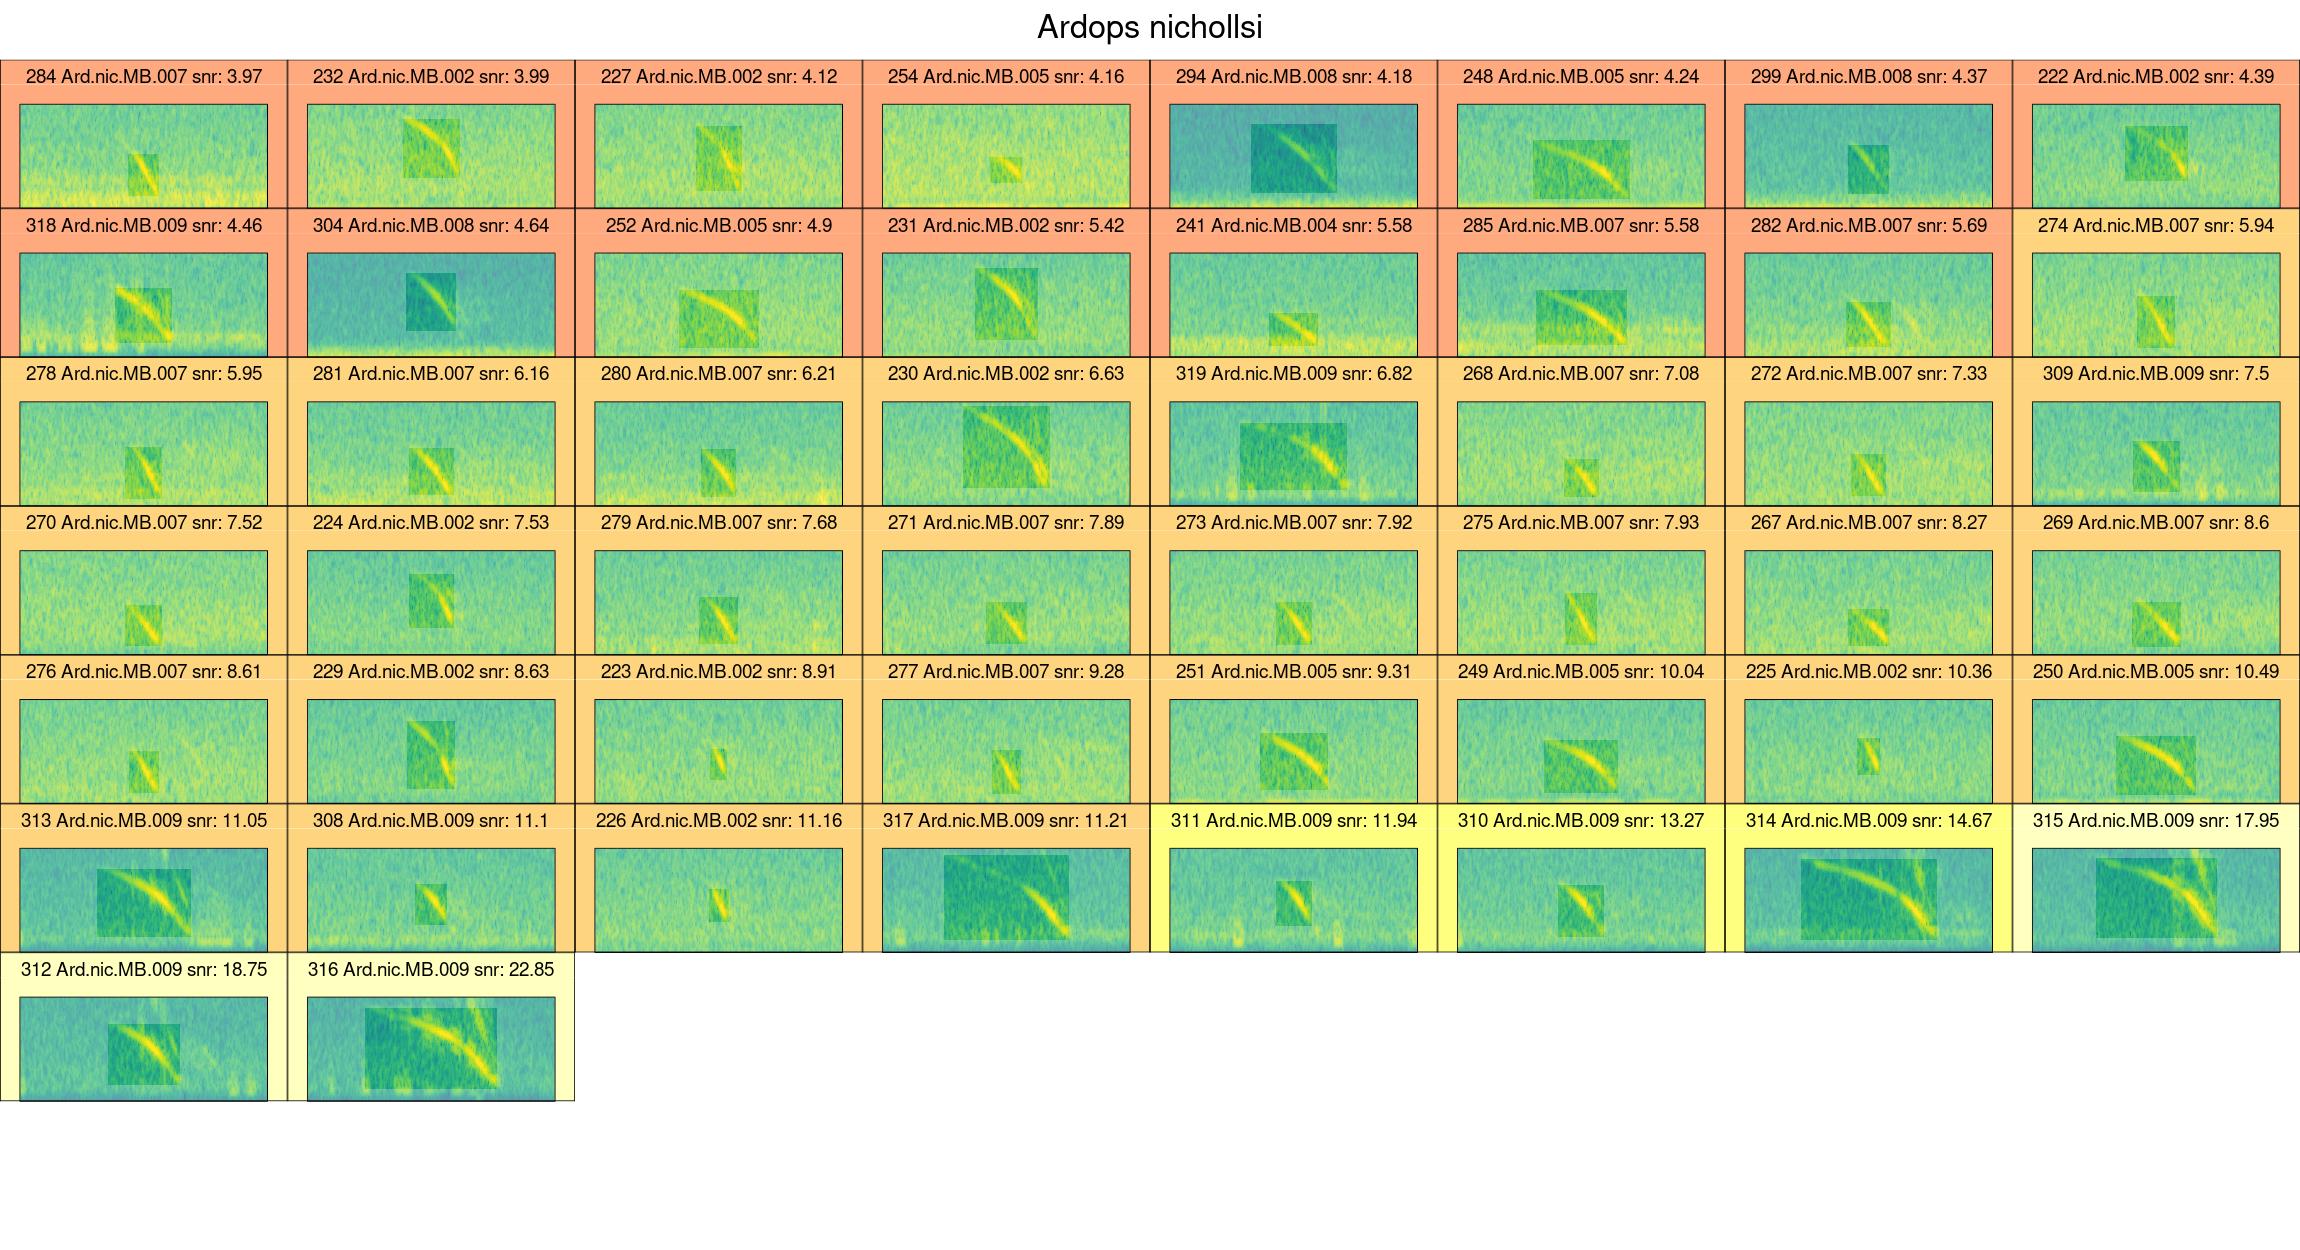 Ardops nichollsi
284 Ard.nic.MB.007 snr: 3.97
232 Ard.nic.MB.002 snr: 3.99
227 Ard.nic.MB.002 snr: 4.12
254 Ard.nic.MB.005 snr: 4.16
294 Ard.nic.MB.008 snr: 4.18
248 Ard.nic.MB.005 snr: 4.24
299 Ard.nic.MB.008 snr: 4.37
222 Ard.nic.MB.002 snr: 4.39
318 Ard.nic.MB.009 snr: 4.46
304 Ard.nic.MB.008 snr: 4.64
252 Ard.nic.MB.005 snr: 4.9
231 Ard.nic.MB.002 snr: 5.42
241 Ard.nic.MB.004 snr: 5.58
285 Ard.nic.MB.007 snr: 5.58
282 Ard.nic.MB.007 snr: 5.69
274 Ard.nic.MB.007 snr: 5.94
278 Ard.nic.MB.007 snr: 5.95
281 Ard.nic.MB.007 snr: 6.16
280 Ard.nic.MB.007 snr: 6.21
230 Ard.nic.MB.002 snr: 6.63
319 Ard.nic.MB.009 snr: 6.82
268 Ard.nic.MB.007 snr: 7.08
272 Ard.nic.MB.007 snr: 7.33
309 Ard.nic.MB.009 snr: 7.5
270 Ard.nic.MB.007 snr: 7.52
224 Ard.nic.MB.002 snr: 7.53
279 Ard.nic.MB.007 snr: 7.68
271 Ard.nic.MB.007 snr: 7.89
273 Ard.nic.MB.007 snr: 7.92
275 Ard.nic.MB.007 snr: 7.93
267 Ard.nic.MB.007 snr: 8.27
269 Ard.nic.MB.007 snr: 8.6
276 Ard.nic.MB.007 snr: 8.61
229 Ard.nic.MB.002 snr: 8.63
223 Ard.nic.MB.002 snr: 8.91
277 Ard.nic.MB.007 snr: 9.28
251 Ard.nic.MB.005 snr: 9.31
249 Ard.nic.MB.005 snr: 10.04
225 Ard.nic.MB.002 snr: 10.36
250 Ard.nic.MB.005 snr: 10.49
313 Ard.nic.MB.009 snr: 11.05
308 Ard.nic.MB.009 snr: 11.1
226 Ard.nic.MB.002 snr: 11.16
317 Ard.nic.MB.009 snr: 11.21
311 Ard.nic.MB.009 snr: 11.94
310 Ard.nic.MB.009 snr: 13.27
314 Ard.nic.MB.009 snr: 14.67
315 Ard.nic.MB.009 snr: 17.95
312 Ard.nic.MB.009 snr: 18.75
316 Ard.nic.MB.009 snr: 22.85